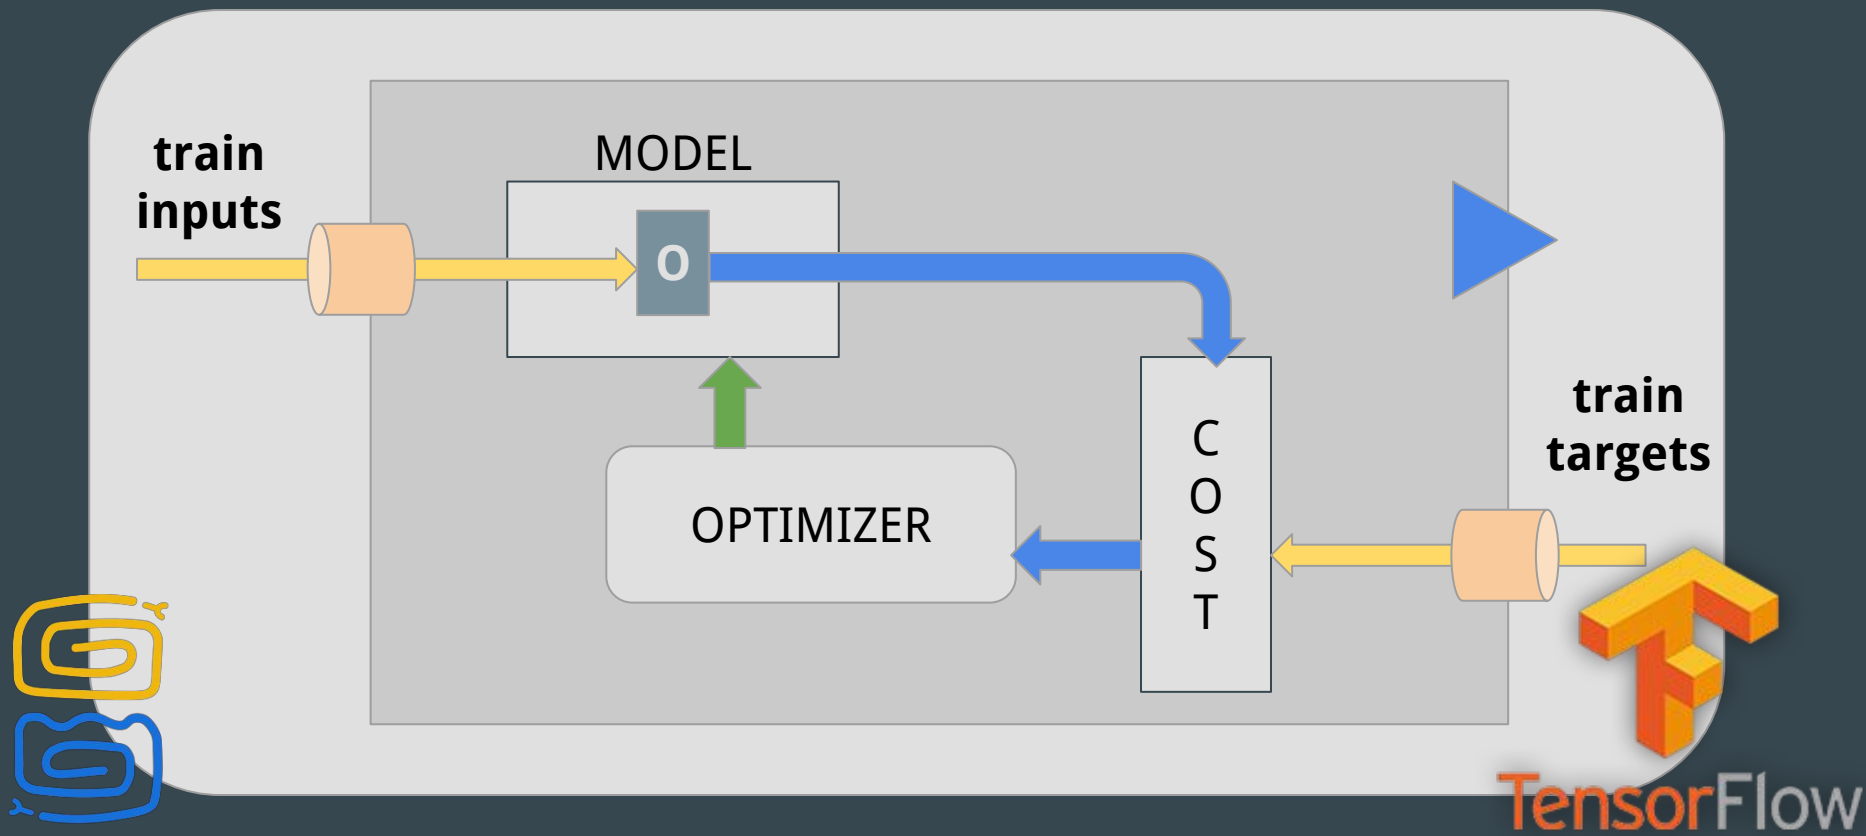 train
inputs
MODEL
O
C
O
S
T
OPTIMIZER
train
targets
TensorFlow